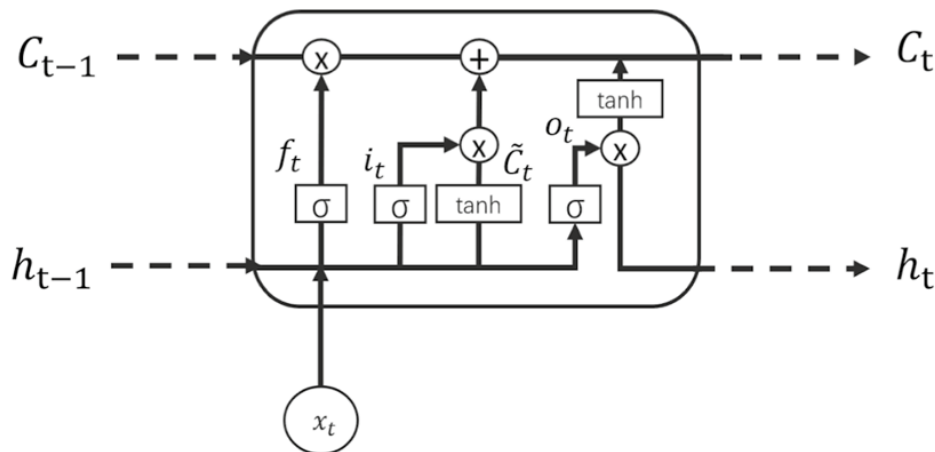 C_{t-1} × + C_t
tanh
o_t
f_t i_t × C̃_t ×
σ σ tanh σ
h_{t-1} h_t
x_t